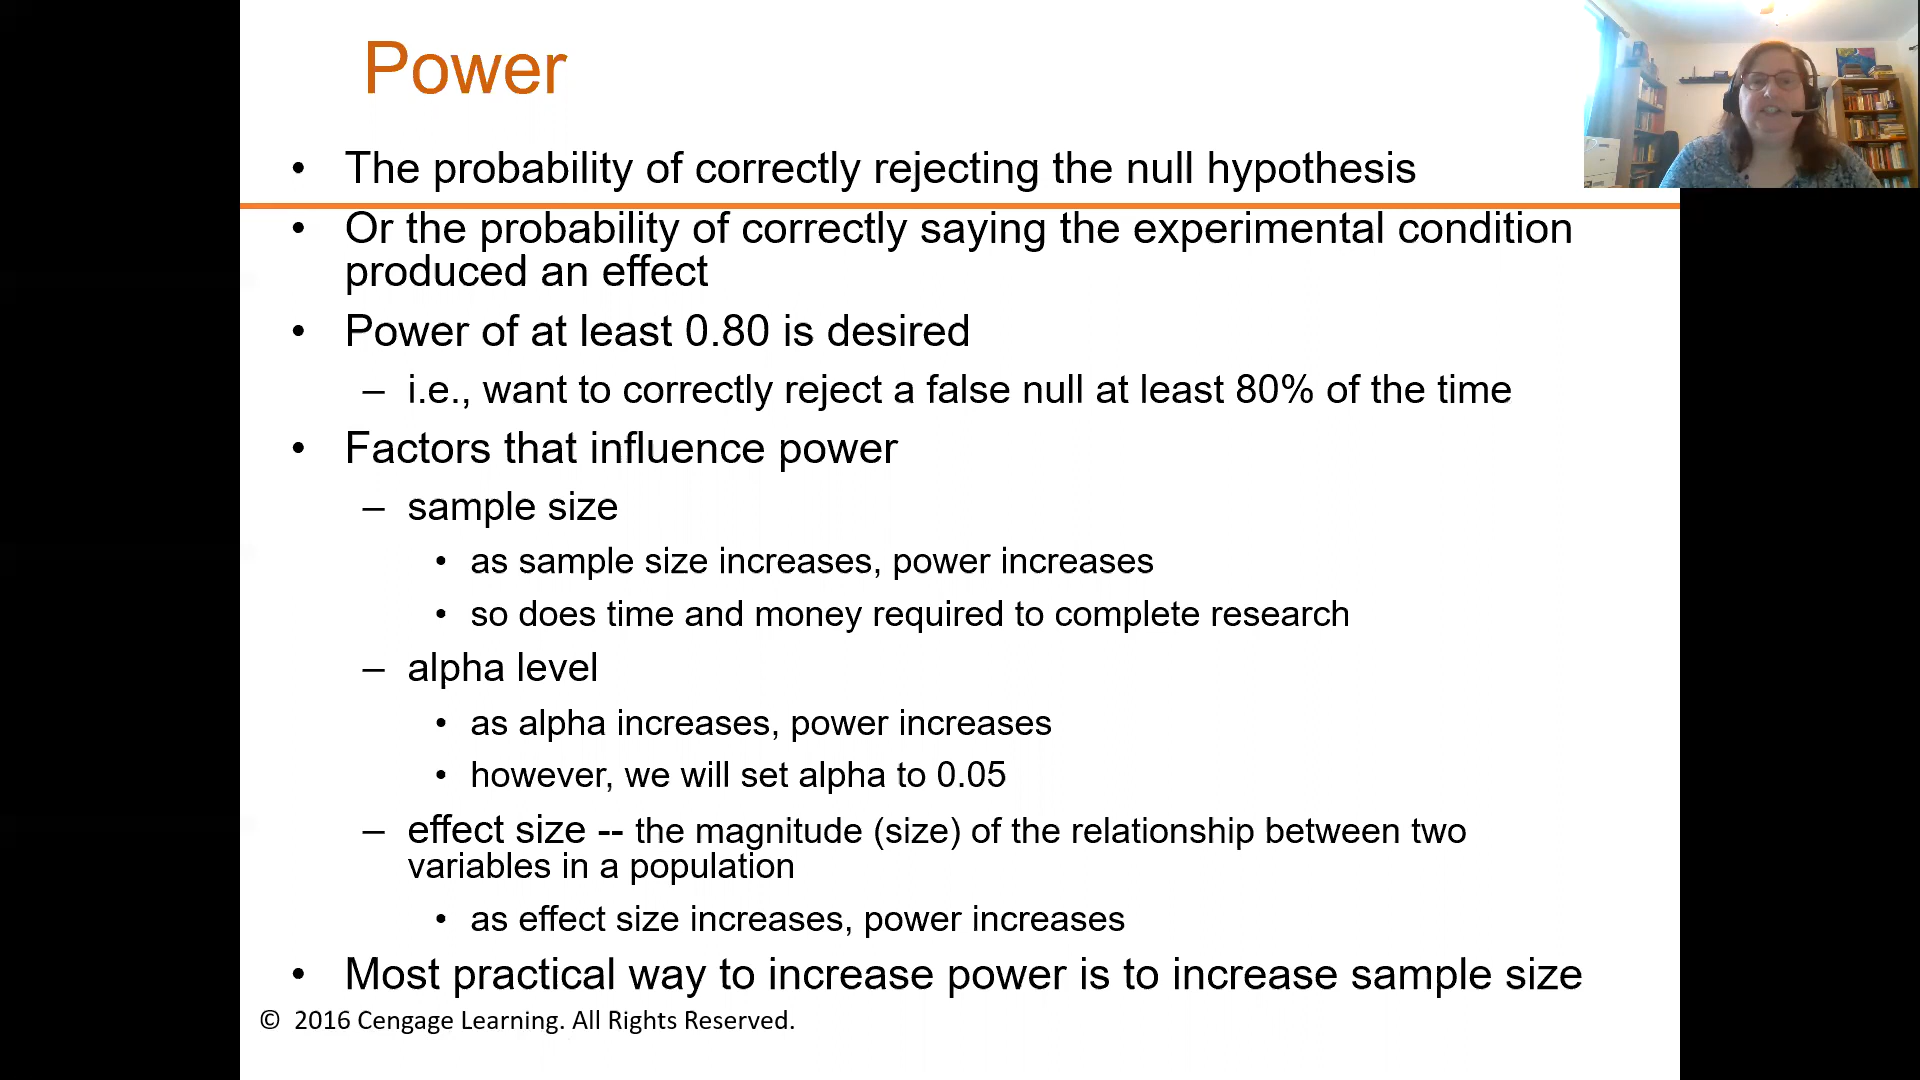 Power
• The probability of correctly rejecting the null hypothesis
• Or the probability of correctly saying the experimental condition
produced an effect
• Power of at least 0.80 is desired
– i.e., want to correctly reject a false null at least 80% of the time
• Factors that influence power
– sample size
• as sample size increases, power increases
• so does time and money required to complete research
– alpha level
• as alpha increases, power increases
• however, we will set alpha to 0.05
– effect size -- the magnitude (size) of the relationship between two
variables in a population
• as effect size increases, power increases
• Most practical way to increase power is to increase sample size
© 2016 Cengage Learning. All Rights Reserved.